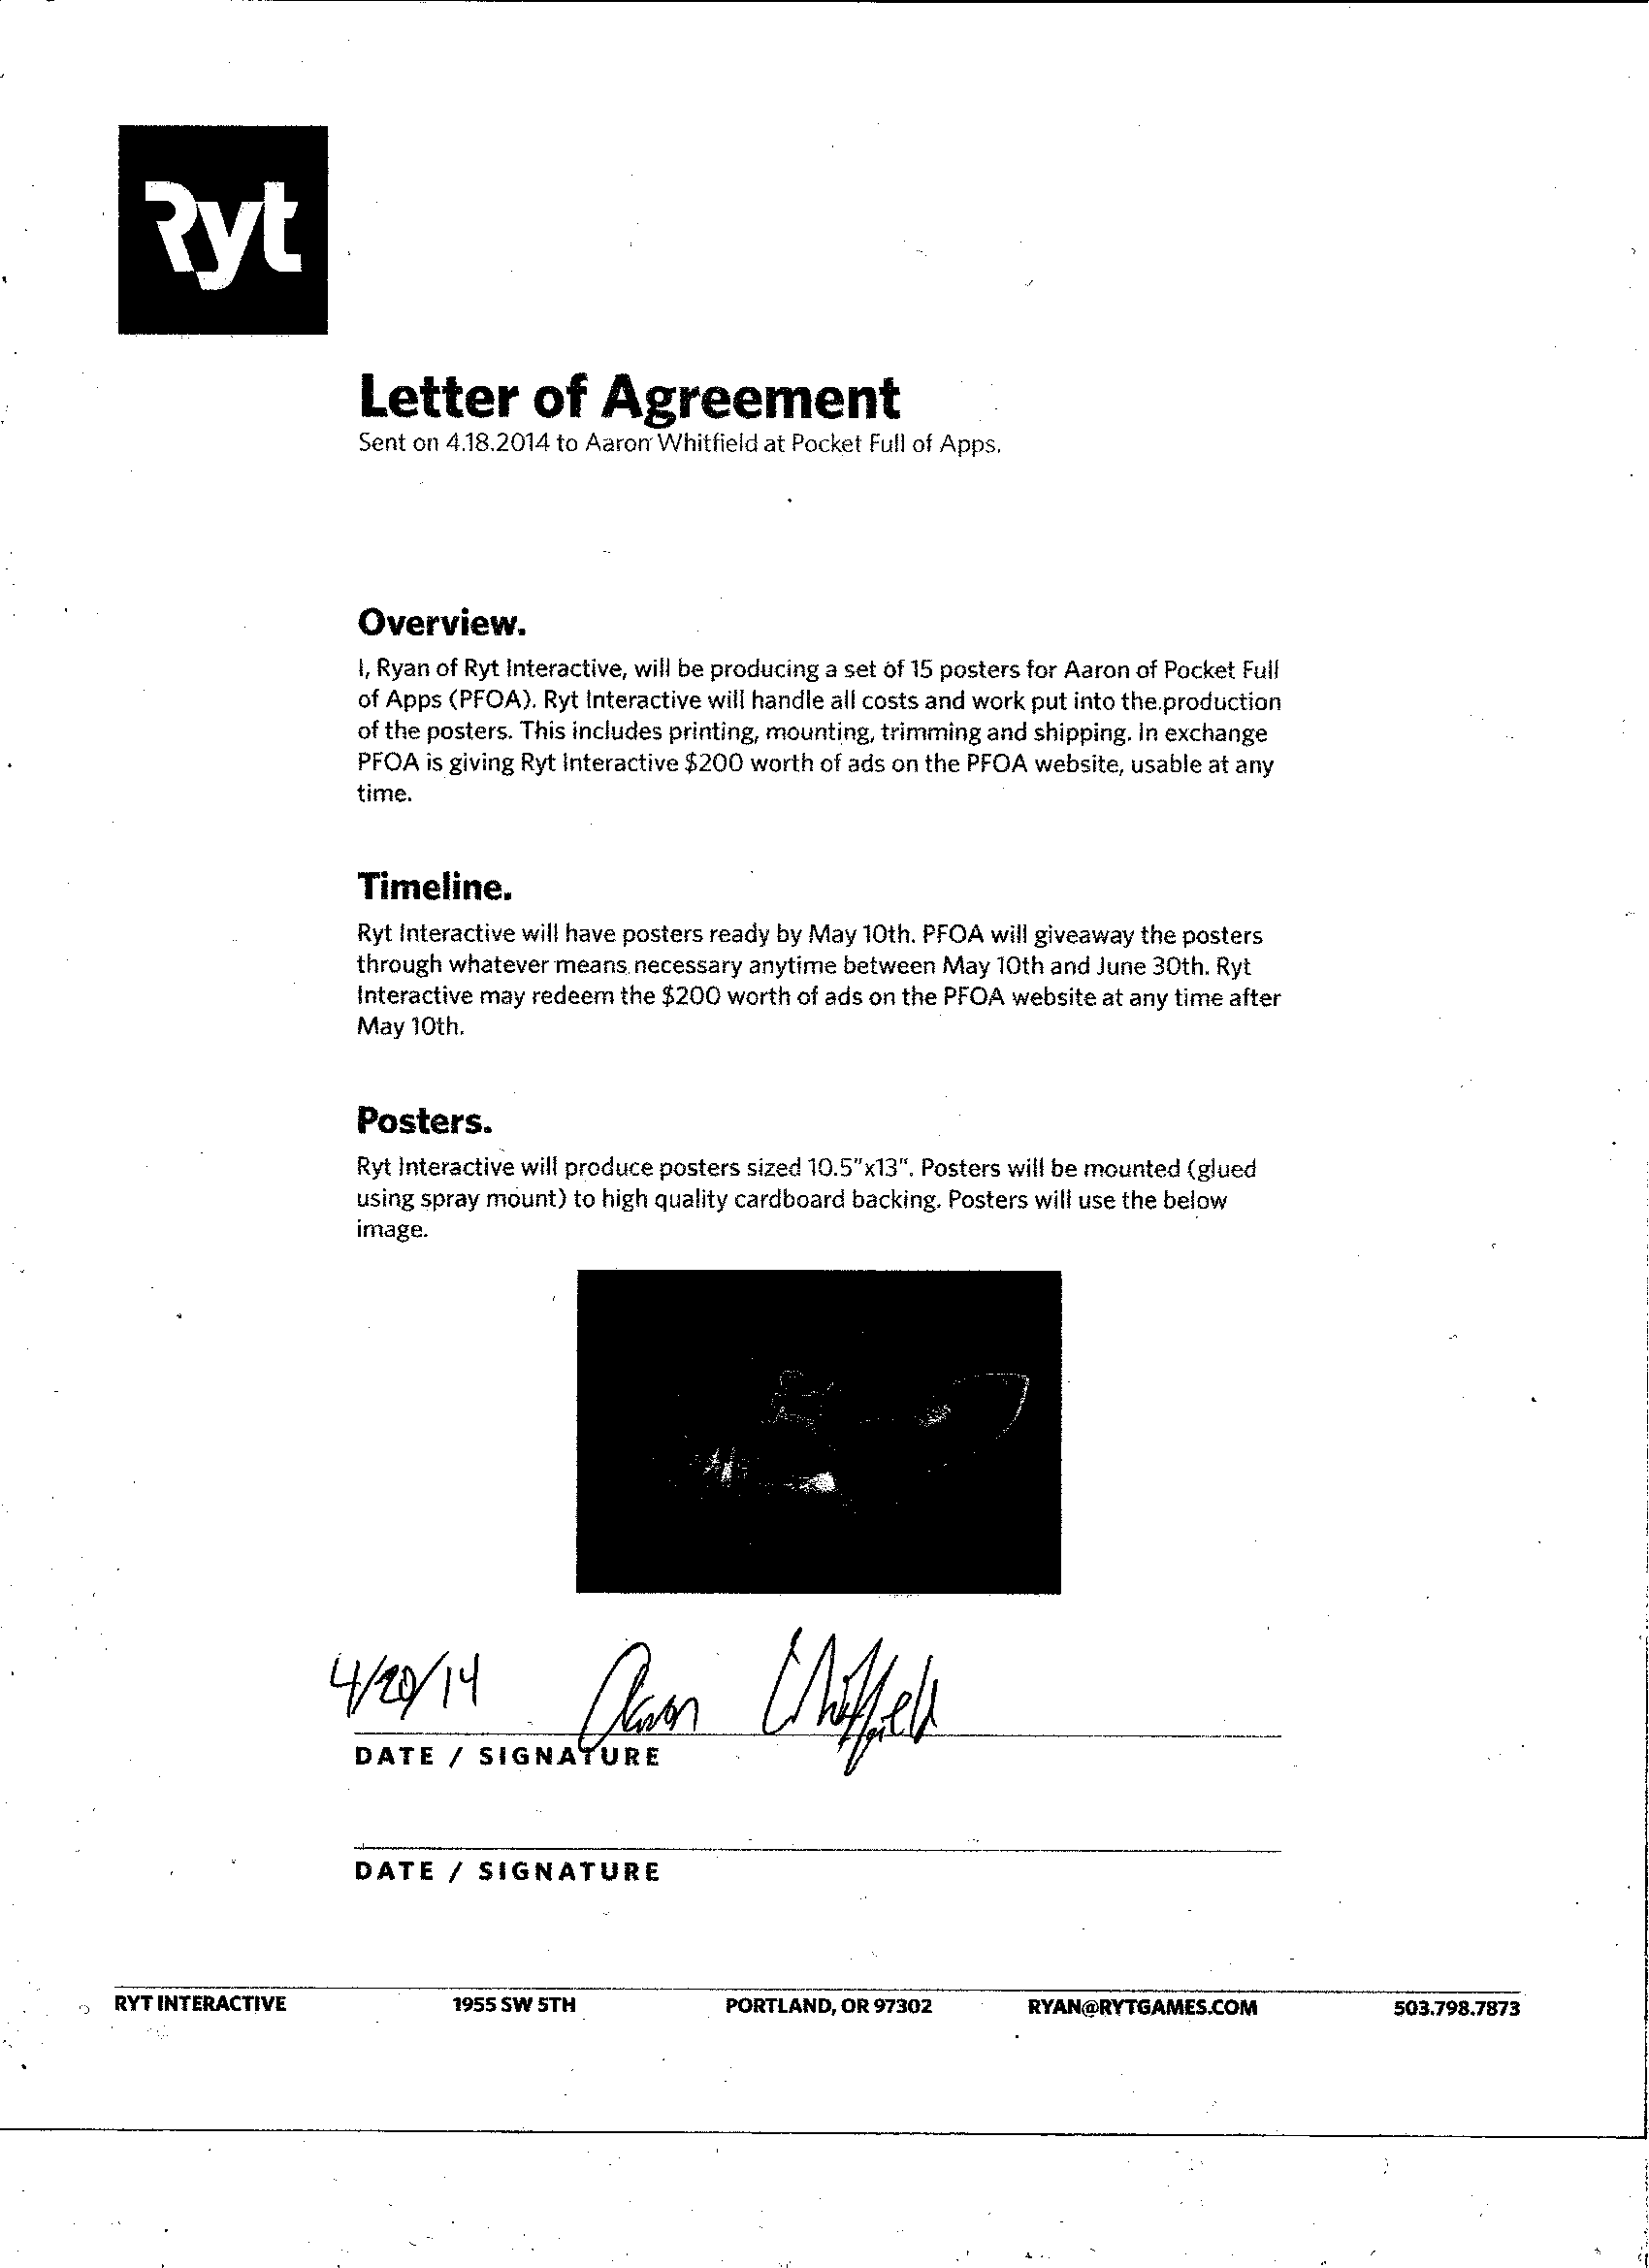 Ryt
Letter of Agreement
Sent on 4.18.2014 to Aaron Whitfield at Pocket Full of Apps.
Overview.
I, Ryan of Ryt Interactive, will be producing a set of 15 posters for Aaron of Pocket Full
of Apps (PFOA). Ryt Interactive will handle all costs and work put into the production
of the posters. This includes printing, mounting, trimming and shipping. In exchange
PFOA is giving Ryt Interactive $200 worth of ads on the PFOA website, usable at any
time.
Timeline.
Ryt Interactive will have posters ready by May 10th. PFOA will giveaway the posters
through whatever means necessary anytime between May 10th and June 30th. Ryt
Interactive may redeem the $200 worth of ads on the PFOA website at any time after
May 10th.
Posters.
Ryt Interactive will produce posters sized 10.5"x13". Posters will be mounted (glued
using spray mount) to high quality cardboard backing. Posters will use the below
image.
4/20/14 Aaron Whitfield
DATE / SIGNATURE
DATE / SIGNATURE
RYT INTERACTIVE 1955 SW 5TH PORTLAND, OR 97302 RYAN@RYTGAMES.COM 503.798.7873